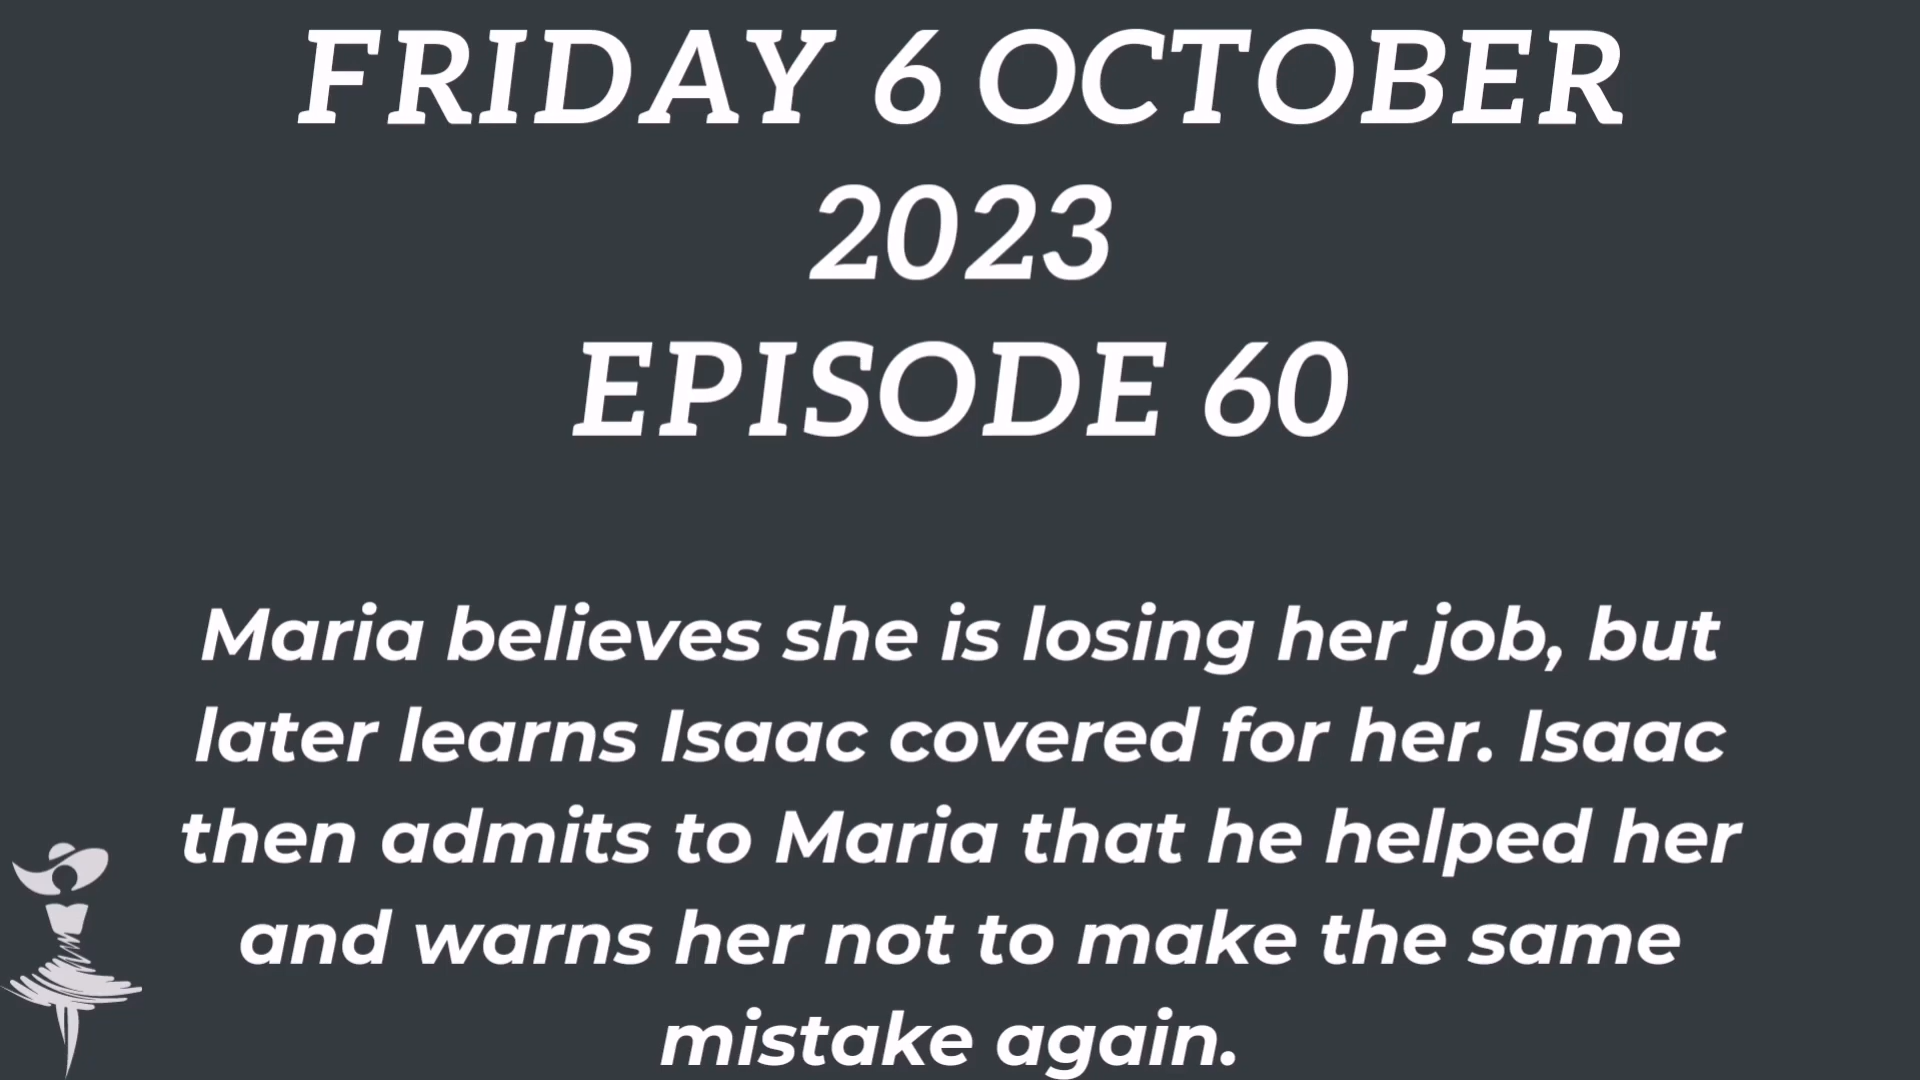 FRIDAY 6 OCTOBER
2023
EPISODE 60
Maria believes she is losing her job, but
later learns Isaac covered for her. Isaac
then admits to Maria that he helped her
and warns her not to make the same
mistake again.